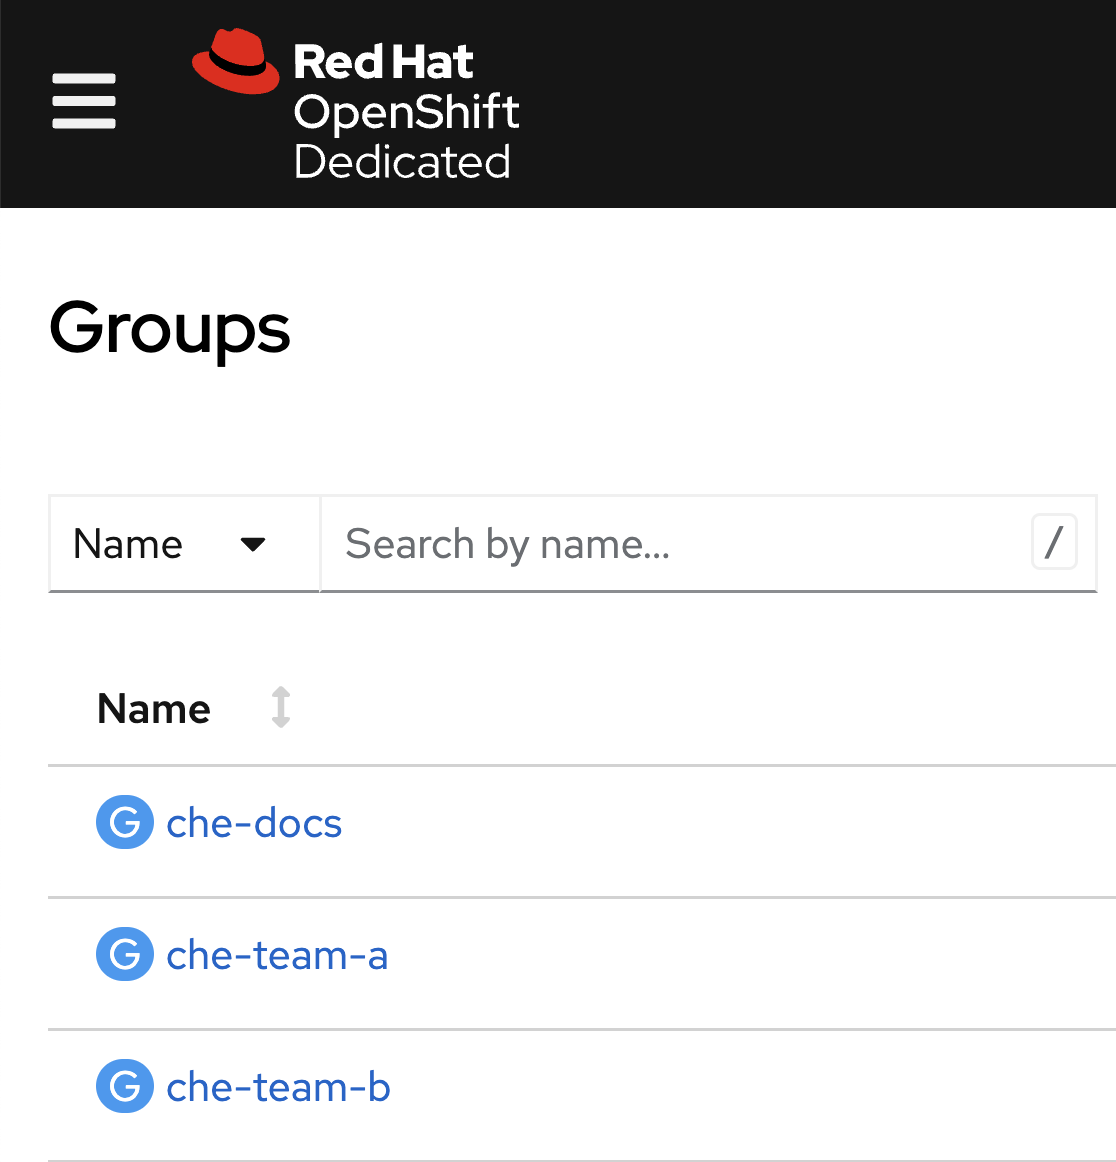 Red Hat
OpenShift
Dedicated
Groups
Name
Search by name...
/
Name
G che-docs
G che-team-a
G che-team-b